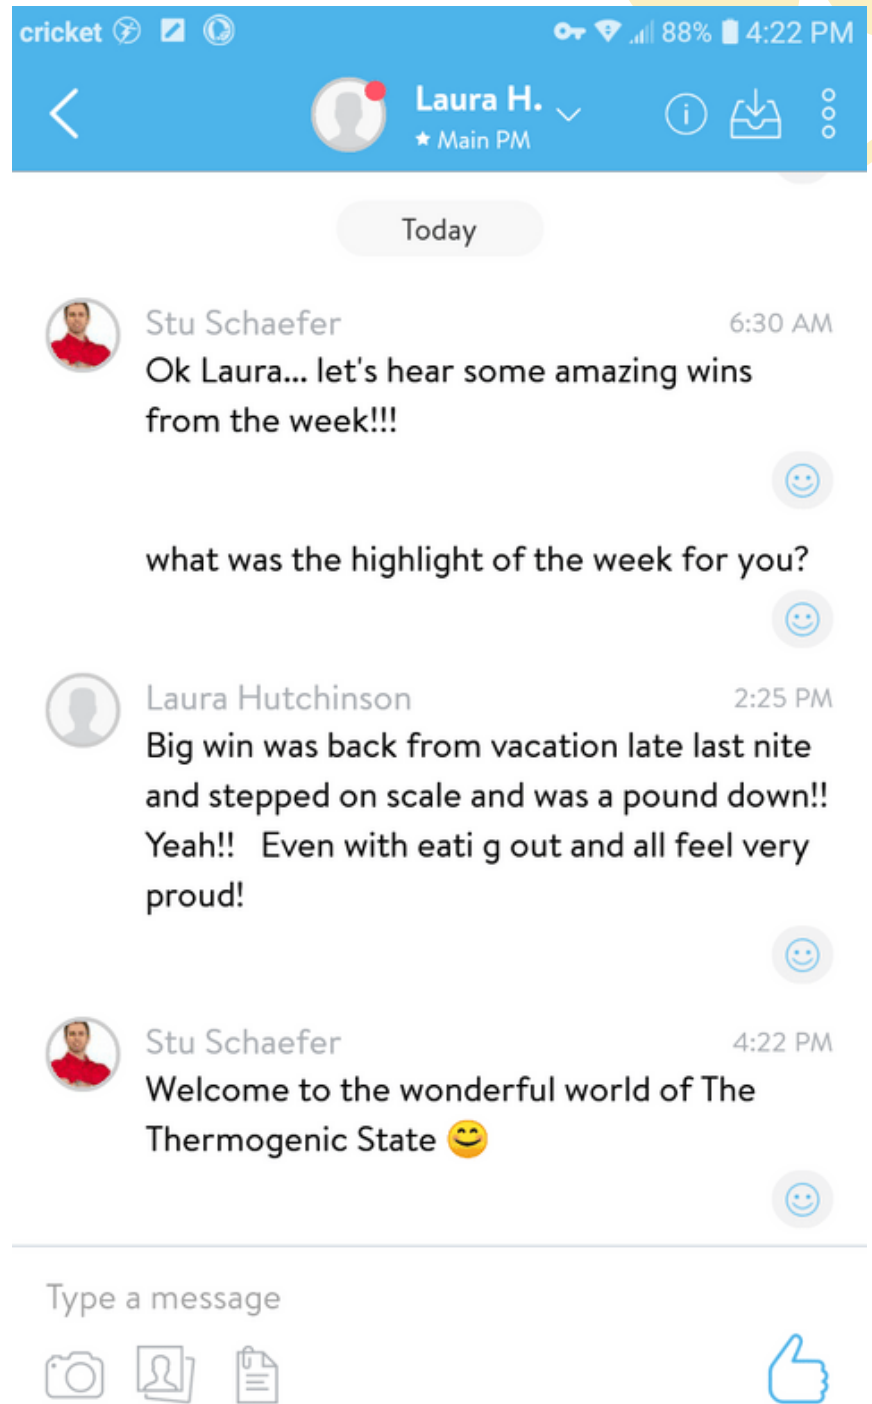 cricket 88% 4:22 PM
Laura H.
★ Main PM
Today
Stu Schaefer 6:30 AM
Ok Laura... let's hear some amazing wins
from the week!!!
what was the highlight of the week for you?
Laura Hutchinson 2:25 PM
Big win was back from vacation late last nite
and stepped on scale and was a pound down!!
Yeah!! Even with eati g out and all feel very
proud!
Stu Schaefer 4:22 PM
Welcome to the wonderful world of The
Thermogenic State 😊
Type a message